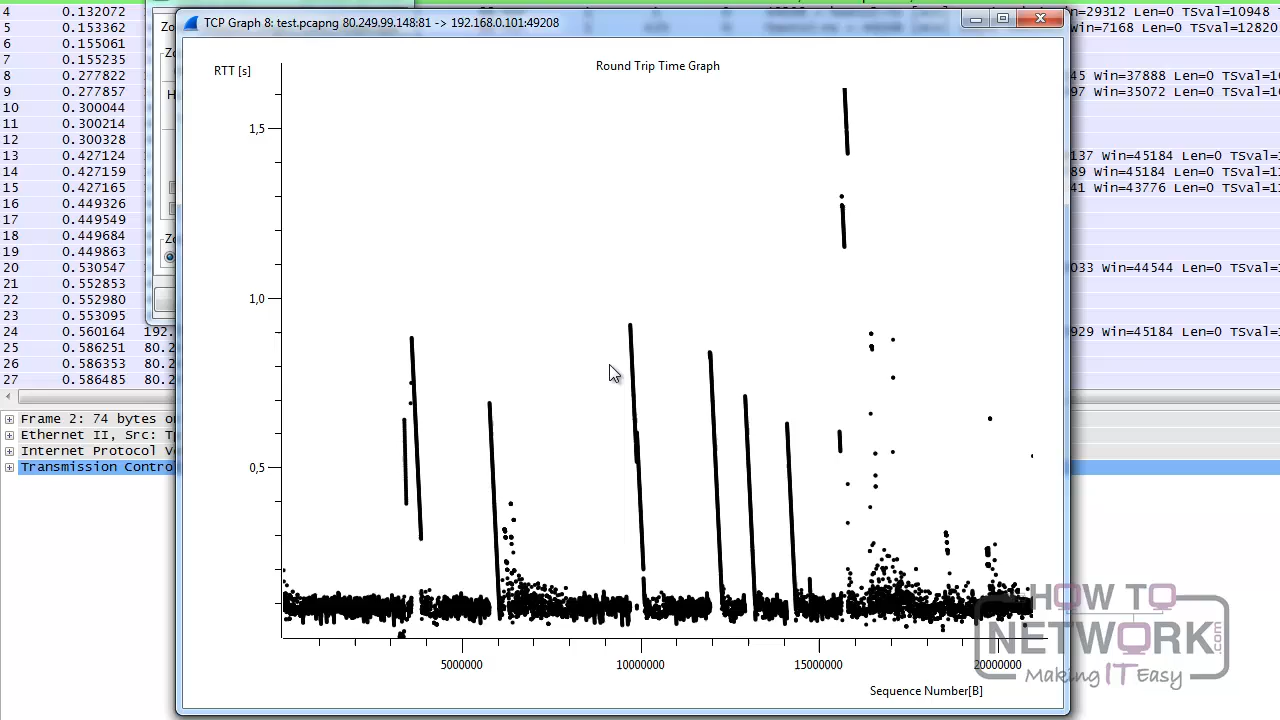 TCP Graph 8: test.pcapng 80.249.99.148:81 -> 192.168.0.101:49208
Round Trip Time Graph
RTT [s]
1,5
1,0
0,5
5000000
10000000
15000000
20000000
Sequence Number[B]
4 0.132072 =29312 Len=0 TSval=10948
5 0.153362 =7168 Len=0 TSval=12820
6 0.155061
7 0.155235
8 0.277822 45 Win=37888 Len=0 TSval=1
9 0.277857 97 Win=35072 Len=0 TSval=1
10 0.300044
11 0.300214
12 0.300328
13 0.427124 137 Win=45184 Len=0 TSval=1
14 0.427159 89 Win=45184 Len=0 TSval=1
15 0.427165 41 Win=43776 Len=0 TSval=1
16 0.449326
17 0.449549
18 0.449684
19 0.449863
20 0.530547 033 Win=44544 Len=0 TSval=1
21 0.552853
22 0.552980
23 0.553095
24 0.560164 192. 929 Win=45184 Len=0 TSval=1
25 0.586251 80.2
26 0.586353 80.2
27 0.586485 80.2
Frame 2: 74 bytes on
Ethernet II, Src: Tp
Internet Protocol Ve
Transmission Contro
HOW TO
NETWORK.com
Making IT Easy